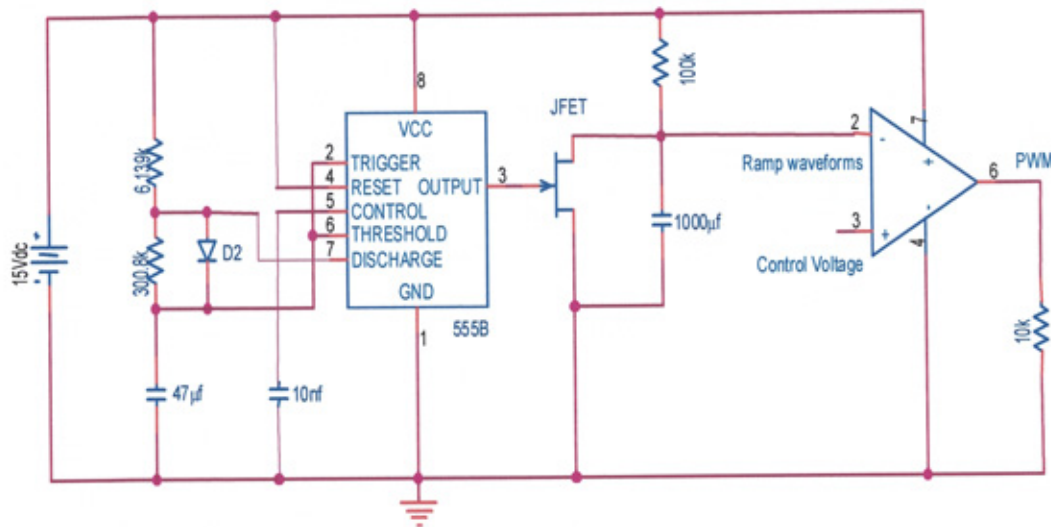 15Vdc
6.139k
300.8k
D2
47µf
10nf
8
VCC
2
TRIGGER
4
RESET
OUTPUT
3
5
CONTROL
6
THRESHOLD
7
DISCHARGE
GND
1
555B
JFET
100k
1000µf
2
Ramp waveforms
-
7
+
3
+
Control Voltage
-
4
6
PWM
10k